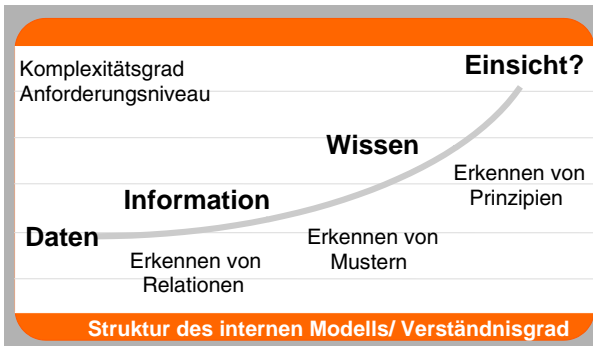 Komplexitätsgrad
Anforderungsniveau
Einsicht?
Wissen
Erkennen von
Prinzipien
Information
Daten
Erkennen von
Mustern
Erkennen von
Relationen
Struktur des internen Modells/ Verständnisgrad